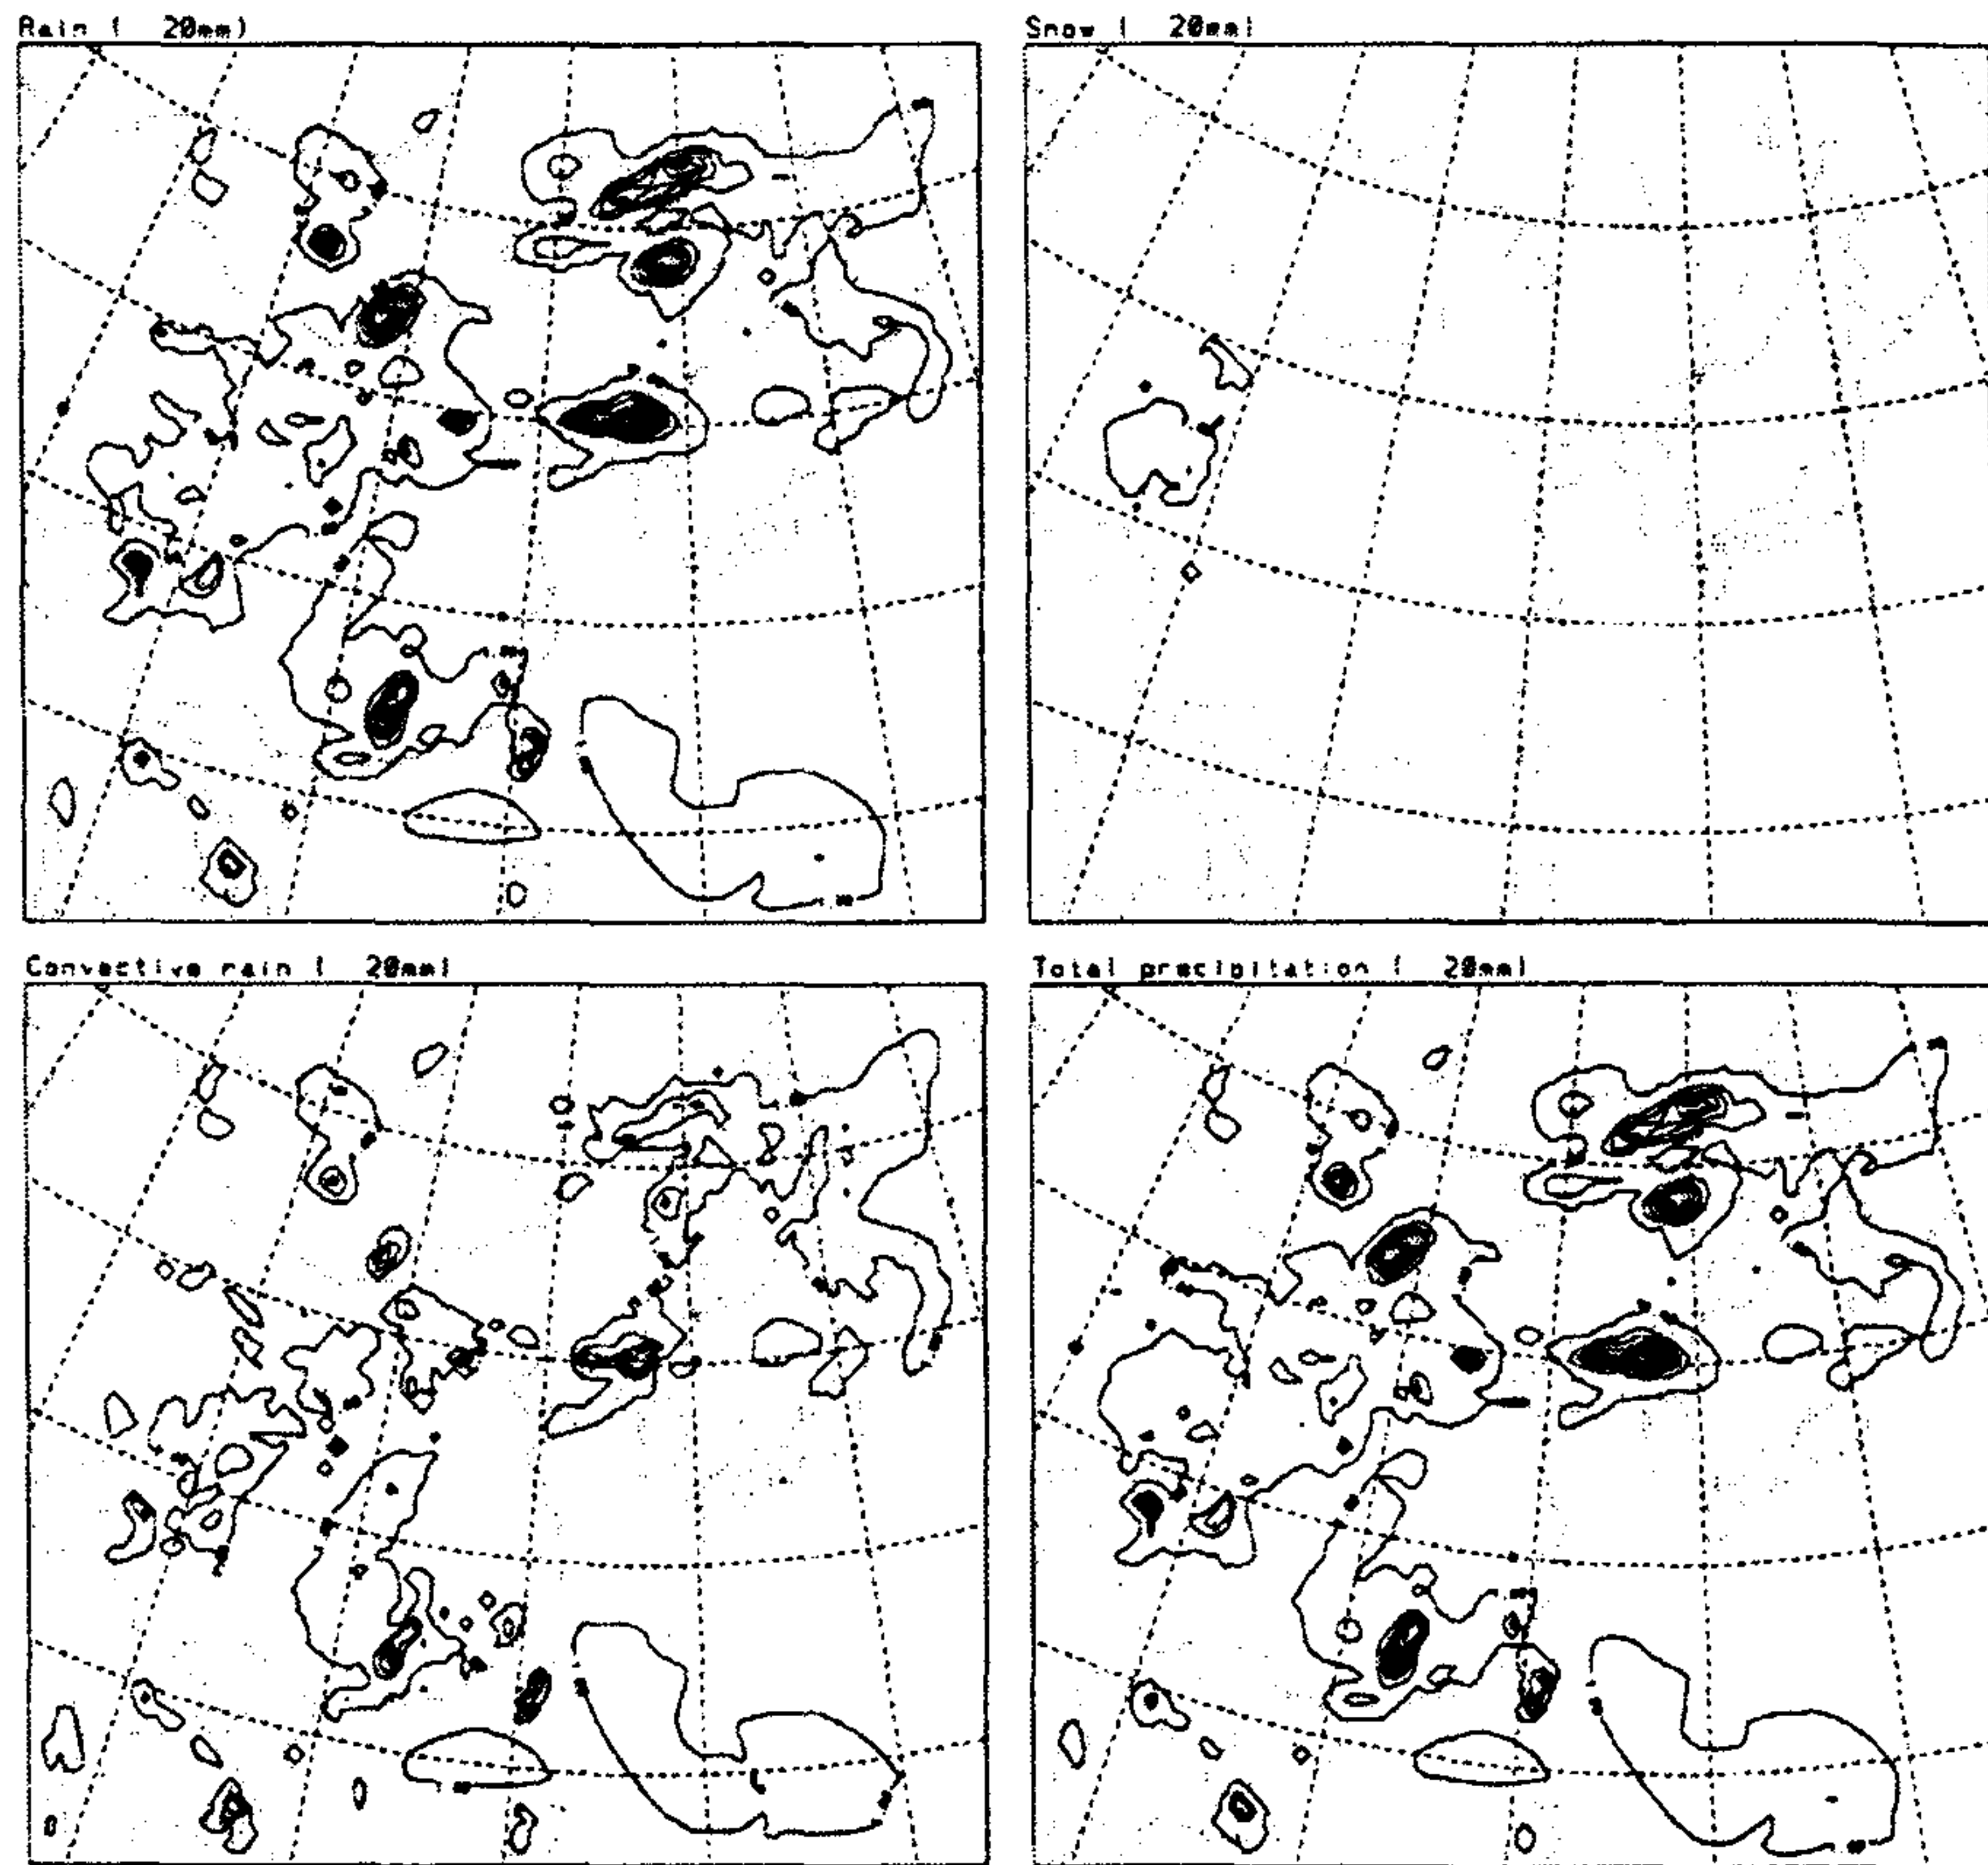 Rain ( 20mm)
Snow ( 20mm)
Convective rain ( 20mm)
Total precipitation ( 20mm)